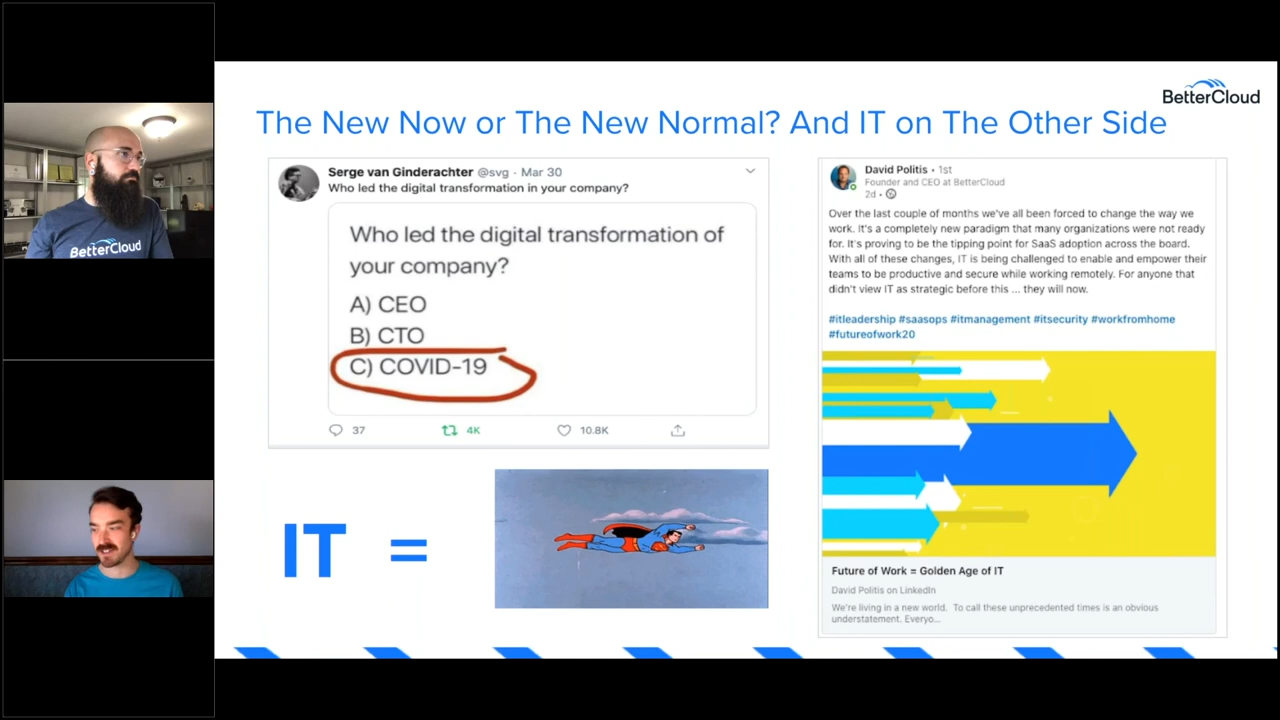 BetterCloud
The New Now or The New Normal? And IT on The Other Side
Serge van Ginderachter @svg · Mar 30
Who led the digital transformation in your company?
Who led the digital transformation of
your company?
A) CEO
B) CTO
C) COVID-19
37 4K 10.8K
IT =
David Politis • 1st
Founder and CEO at BetterCloud
2d •
Over the last couple of months we've all been forced to change the way we
work. It's a completely new paradigm that many organizations were not ready
for. It's proving to be the tipping point for SaaS adoption across the board.
With all of these changes, IT is being challenged to enable and empower their
teams to be productive and secure while working remotely. For anyone that
didn't view IT as strategic before this ... they will now.
#itleadership #saasops #itmanagement #itsecurity #workfromhome
#futureofwork20
Future of Work = Golden Age of IT
David Politis on LinkedIn
We're living in a new world. To call these unprecedented times is an obvious
understatement. Everyo...
BetterCloud